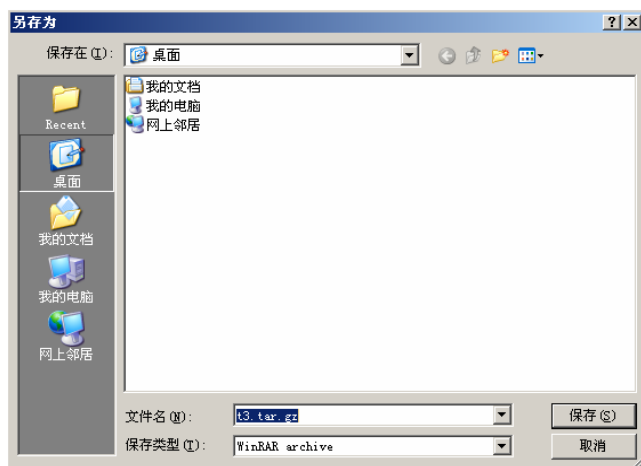 另存为
保存在(I):
桌面
Recent
桌面
我的文档
我的电脑
网上邻居
我的文档
我的电脑
网上邻居
文件名(N):
t3.tar.gz
保存(S)
保存类型(T):
WinRAR archive
取消